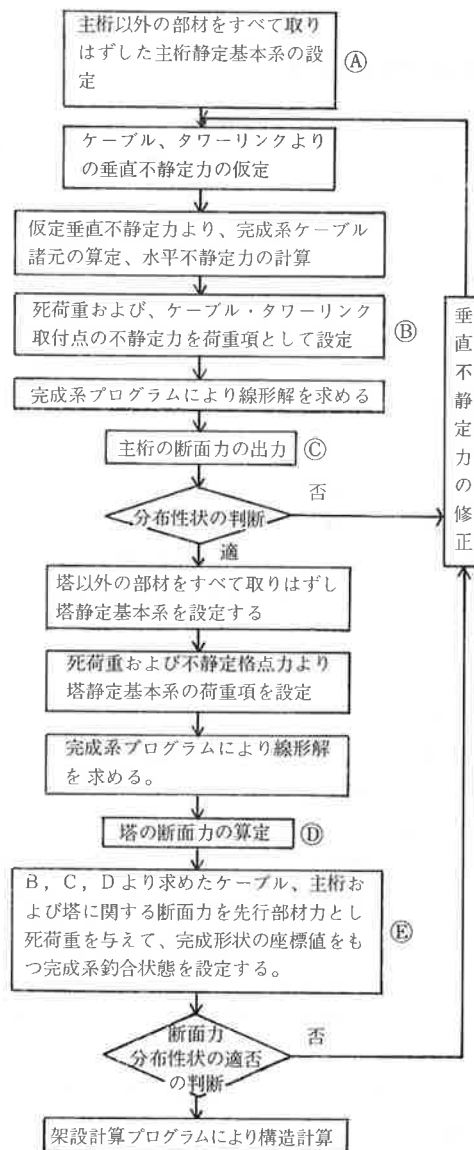 主桁以外の部材をすべて取り
はずした主桁静定基本系の設
定
Ⓐ
ケーブル、タワーリンクより
の垂直不静定力の仮定
仮定垂直不静定力より、完成系ケーブル
諸元の算定、水平不静定力の計算
死荷重および、ケーブル・タワーリンク
取付点の不静定力を荷重項として設定
Ⓑ
完成系プログラムにより線形解を求める
主桁の断面力の出力
Ⓒ
分布性状の判断
否
適
垂直不静定力の修正
塔以外の部材をすべて取りはずし
塔静定基本系を設定する
死荷重および不静定格点力より
塔静定基本系の荷重項を設定
完成系プログラムにより線形解
を求める。
塔の断面力の算定
Ⓓ
B，C，Dより求めたケーブル、主桁お
よび塔に関する断面力を先行部材力とし
死荷重を与えて、完成形状の座標値をも
つ完成系釣合状態を設定する。
Ⓔ
断面力
分布性状の適否
の判断
否
架設計算プログラムにより構造計算